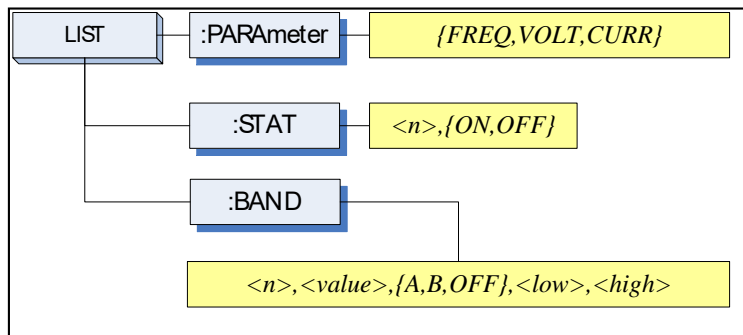 LIST :PARAmeter {FREQ,VOLT,CURR}
:STAT <n>,{ON,OFF}
:BAND
<n>,<value>,{A,B,OFF},<low>,<high>